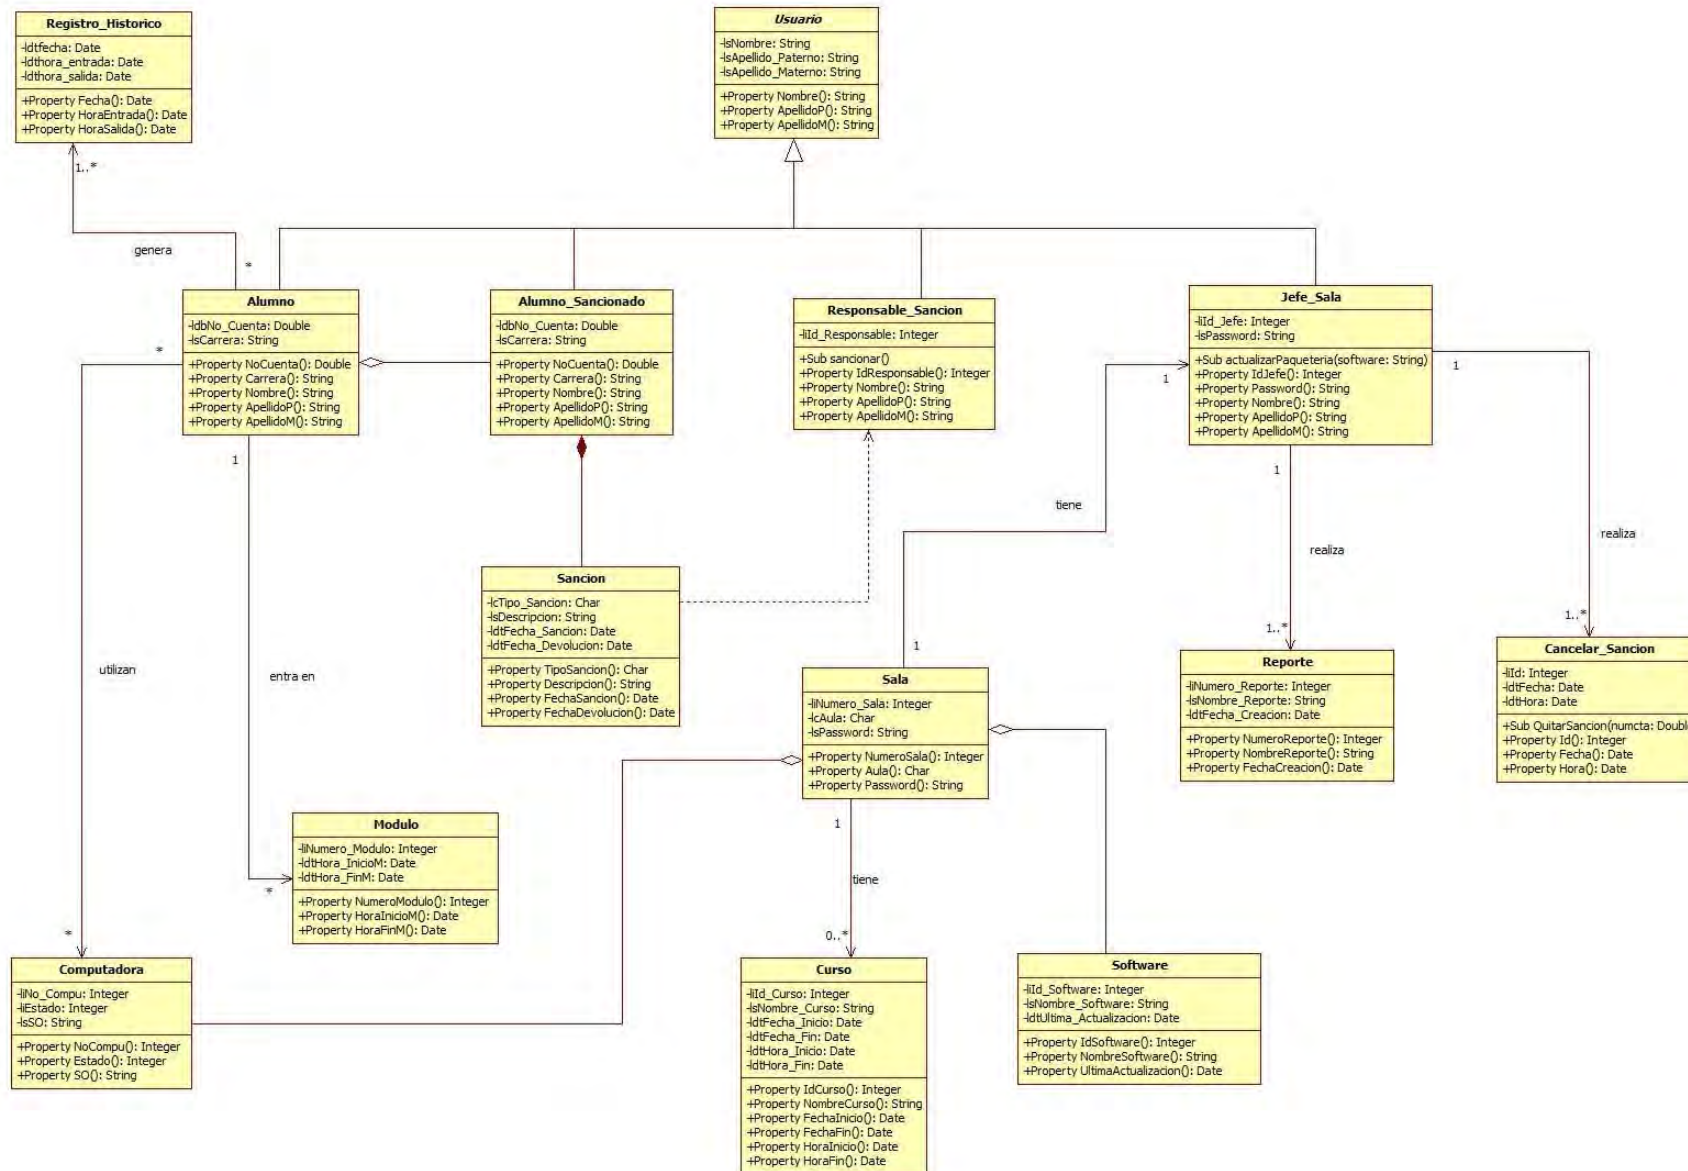 Registro_Historico
-ldtfecha: Date
-ldthora_entrada: Date
-ldthora_salida: Date
+Property Fecha(): Date
+Property HoraEntrada(): Date
+Property HoraSalida(): Date
Usuario
-lsNombre: String
-lsApellido_Paterno: String
-lsApellido_Materno: String
+Property Nombre(): String
+Property ApellidoP(): String
+Property ApellidoM(): String
1..*
genera
*
Alumno
-ldbNo_Cuenta: Double
-lsCarrera: String
+Property NoCuenta(): Double
+Property Carrera(): String
+Property Nombre(): String
+Property ApellidoP(): String
+Property ApellidoM(): String
Alumno_Sancionado
-ldbNo_Cuenta: Double
-lsCarrera: String
+Property NoCuenta(): Double
+Property Carrera(): String
+Property Nombre(): String
+Property ApellidoP(): String
+Property ApellidoM(): String
Responsable_Sancion
-liId_Responsable: Integer
+Sub sancionar()
+Property IdResponsable(): Integer
+Property Nombre(): String
+Property ApellidoP(): String
+Property ApellidoM(): String
Jefe_Sala
-liId_Jefe: Integer
-lsPassword: String
+Sub actualizarPaqueteria(software: String)
+Property IdJefe(): Integer
+Property Password(): String
+Property Nombre(): String
+Property ApellidoP(): String
+Property ApellidoM(): String
*
1
1
1
1
tiene
realiza
realiza
Sancion
-lcTipo_Sancion: Char
-lsDescripcion: String
-ldtFecha_Sancion: Date
-ldtFecha_Devolucion: Date
+Property TipoSancion(): Char
+Property Descripcion(): String
+Property FechaSancion(): Date
+Property FechaDevolucion(): Date
utilizan
entra en
1
1..*
1..*
Sala
-liNumero_Sala: Integer
-lcAula: Char
-lsPassword: String
+Property NumeroSala(): Integer
+Property Aula(): Char
+Property Password(): String
Reporte
-liNumero_Reporte: Integer
-lsNombre_Reporte: String
-ldtFecha_Creacion: Date
+Property NumeroReporte(): Integer
+Property NombreReporte(): String
+Property FechaCreacion(): Date
Cancelar_Sancion
-liId: Integer
-ldtFecha: Date
-ldtHora: Date
+Sub QuitarSancion(numcta: Double
+Property Id(): Integer
+Property Fecha(): Date
+Property Hora(): Date
Modulo
-liNumero_Modulo: Integer
-ldtHora_InicioM: Date
-ldtHora_FinM: Date
+Property NumeroModulo(): Integer
+Property HoraInicioM(): Date
+Property HoraFinM(): Date
*
1
tiene
0..*
*
Computadora
-liNo_Compu: Integer
-liEstado: Integer
-lsSO: String
+Property NoCompu(): Integer
+Property Estado(): Integer
+Property SO(): String
Curso
-liId_Curso: Integer
-lsNombre_Curso: String
-ldtFecha_Inicio: Date
-ldtFecha_Fin: Date
-ldtHora_Inicio: Date
-ldtHora_Fin: Date
+Property IdCurso(): Integer
+Property NombreCurso(): String
+Property FechaInicio(): Date
+Property FechaFin(): Date
+Property HoraInicio(): Date
+Property HoraFin(): Date
Software
-liId_Software: Integer
-lsNombre_Software: String
-ldtUltima_Actualizacion: Date
+Property IdSoftware(): Integer
+Property NombreSoftware(): String
+Property UltimaActualizacion(): Date